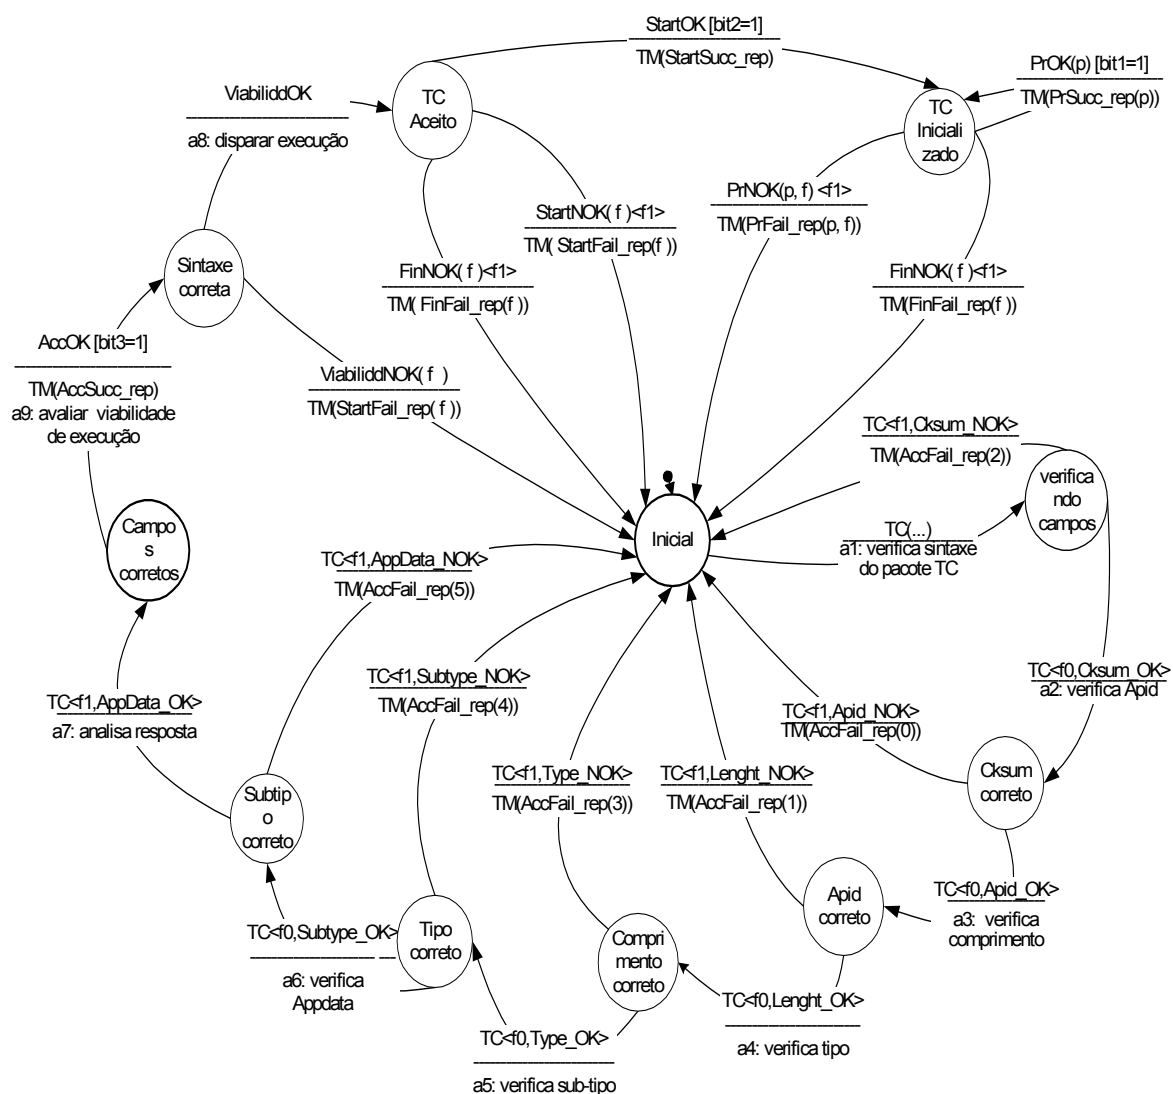 StartOK [bit2=1]
TM(StartSucc_rep)
PrOK(p) [bit1=1]
TM(PrSucc_rep(p))
ViabiliddOK
a8: disparar execução
TC
Aceito
TC
Iniciali
zado
StartNOK( f )<f1>
TM( StartFail_rep(f ))
PrNOK(p, f) <f1>
TM(PrFail_rep(p, f))
FinNOK( f )<f1>
TM( FinFail_rep(f ))
FinNOK( f )<f1>
TM(FinFail_rep(f ))
Sintaxe
correta
AccOK [bit3=1]
TM(AccSucc_rep)
a9: avaliar viabilidade
de execução
ViabiliddNOK( f )
TM(StartFail_rep( f ))
TC<f1,Cksum_NOK>
TM(AccFail_rep(2))
verifica
ndo
campos
Campo
s
corretos
Inicial
TC(...)
a1: verifica sintaxe
do pacote TC
TC<f1,AppData_NOK>
TM(AccFail_rep(5))
TC<f1,Subtype_NOK>
TM(AccFail_rep(4))
TC<f0,Cksum_OK>
a2: verifica Apid
TC<f1,AppData_OK>
a7: analisa resposta
TC<f1,Apid_NOK>
TM(AccFail_rep(0))
TC<f1,Type_NOK>
TM(AccFail_rep(3))
TC<f1,Lenght_NOK>
TM(AccFail_rep(1))
Cksum
correto
Subtip
o
correto
TC<f0,Apid_OK>
a3: verifica
comprimento
Apid
correto
TC<f0,Subtype_OK>
a6: verifica
Appdata
Tipo
correto
Compri
mento
correto
TC<f0,Lenght_OK>
a4: verifica tipo
TC<f0,Type_OK>
a5: verifica sub-tipo